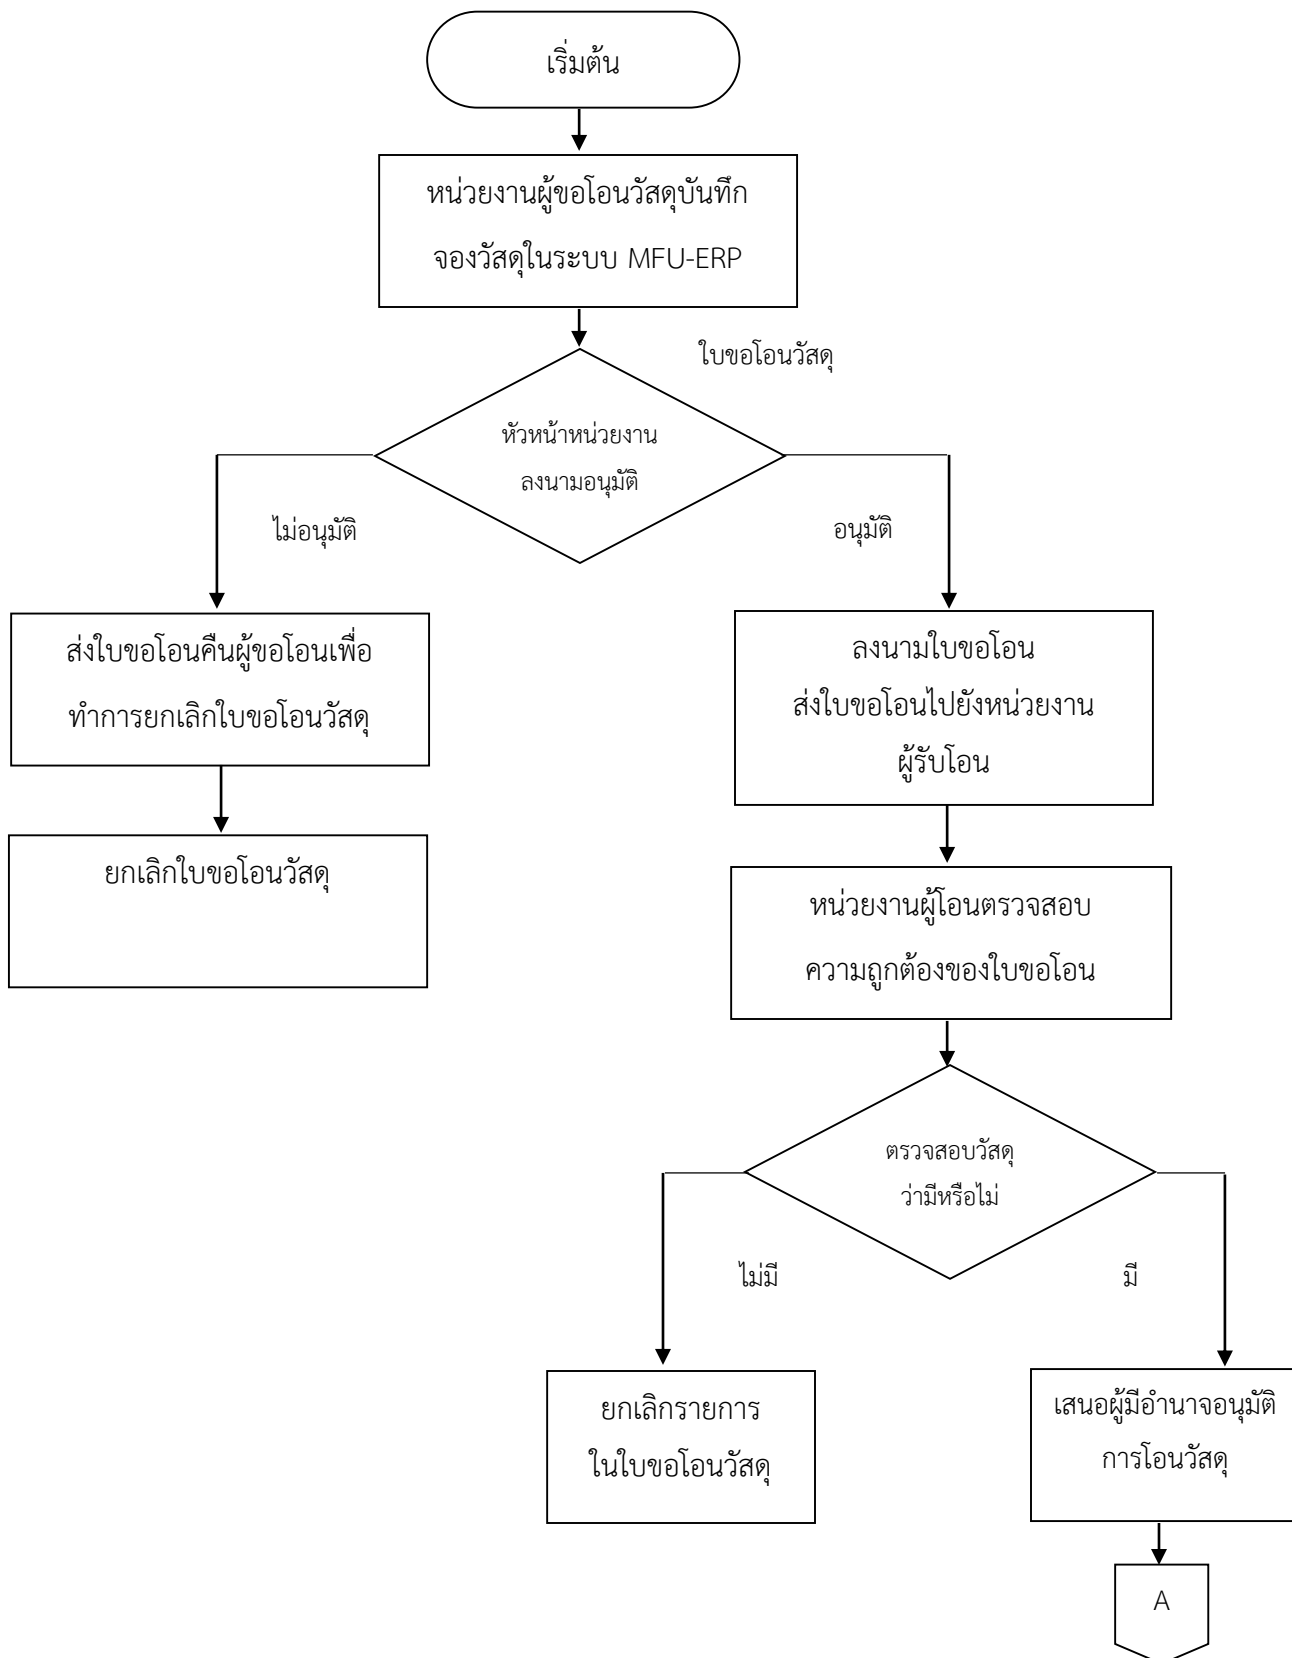 เริ่มต้น
หน่วยงานผู้ขอโอนวัสดุบันทึก
จองวัสดุในระบบ MFU-ERP
ใบขอโอนวัสดุ
หัวหน้าหน่วยงาน
ลงนามอนุมัติ
ไม่อนุมัติ
อนุมัติ
ส่งใบขอโอนคืนผู้ขอโอนเพื่อ
ทำการยกเลิกใบขอโอนวัสดุ
ลงนามใบขอโอน
ส่งใบขอโอนไปยังหน่วยงาน
ผู้รับโอน
ยกเลิกใบขอโอนวัสดุ
หน่วยงานผู้โอนตรวจสอบ
ความถูกต้องของใบขอโอน
ตรวจสอบวัสดุ
ว่ามีหรือไม่
ไม่มี
มี
ยกเลิกรายการ
ในใบขอโอนวัสดุ
เสนอผู้มีอำนาจอนุมัติ
การโอนวัสดุ
A